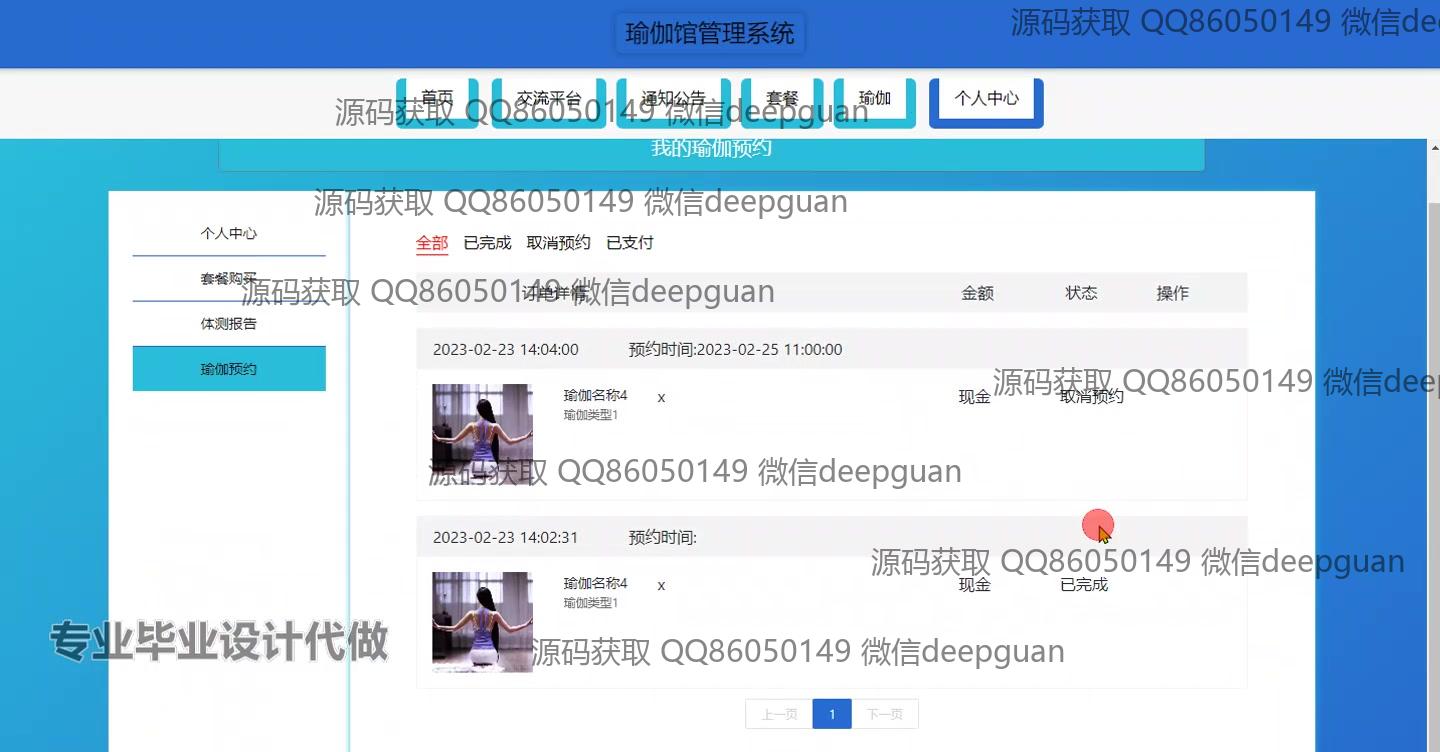 瑜伽馆管理系统
源码获取 QQ86050149 微信dee
首页 交流平台 通知公告 套餐 瑜伽 个人中心
源码获取 QQ86050149 微信deepguan
我的瑜伽预约
源码获取 QQ86050149 微信deepguan
个人中心
套餐购买
体测报告
瑜伽预约
全部 已完成 取消预约 已支付
源码获取 QQ86050149 微信deepguan
订单详情 金额 状态 操作
2023-02-23 14:04:00 预约时间:2023-02-25 11:00:00
源码获取 QQ86050149 微信deep
瑜伽名称4 x 现金 取消预约
瑜伽类型1
源码获取 QQ86050149 微信deepguan
2023-02-23 14:02:31 预约时间:
源码获取 QQ86050149 微信deepguan
瑜伽名称4 x 现金 已完成
瑜伽类型1
专业毕业设计代做
源码获取 QQ86050149 微信deepguan
上一页 1 下一页